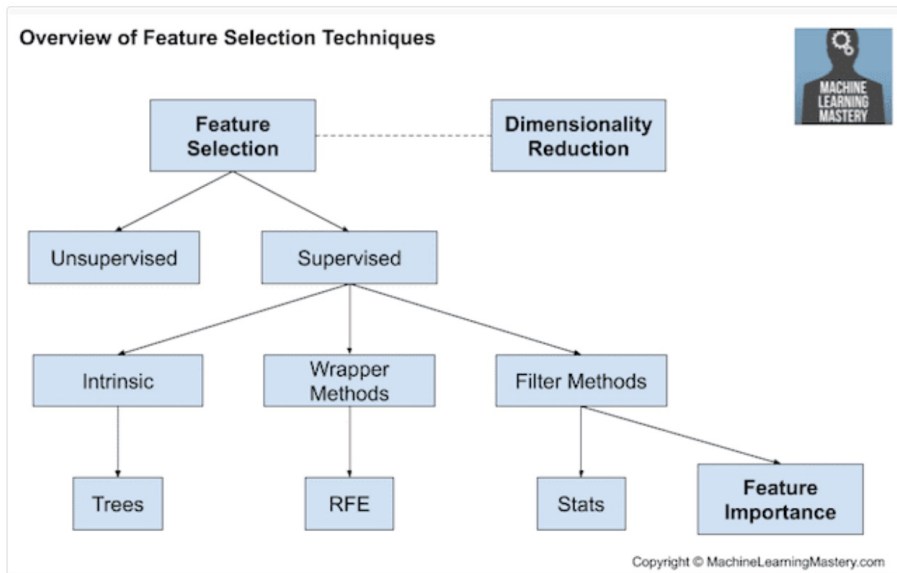 Overview of Feature Selection Techniques
MACHINE
LEARNING
MASTERY
Feature
Selection
Dimensionality
Reduction
Unsupervised
Supervised
Intrinsic
Wrapper
Methods
Filter Methods
Trees
RFE
Stats
Feature
Importance
Copyright © MachineLearningMastery.com